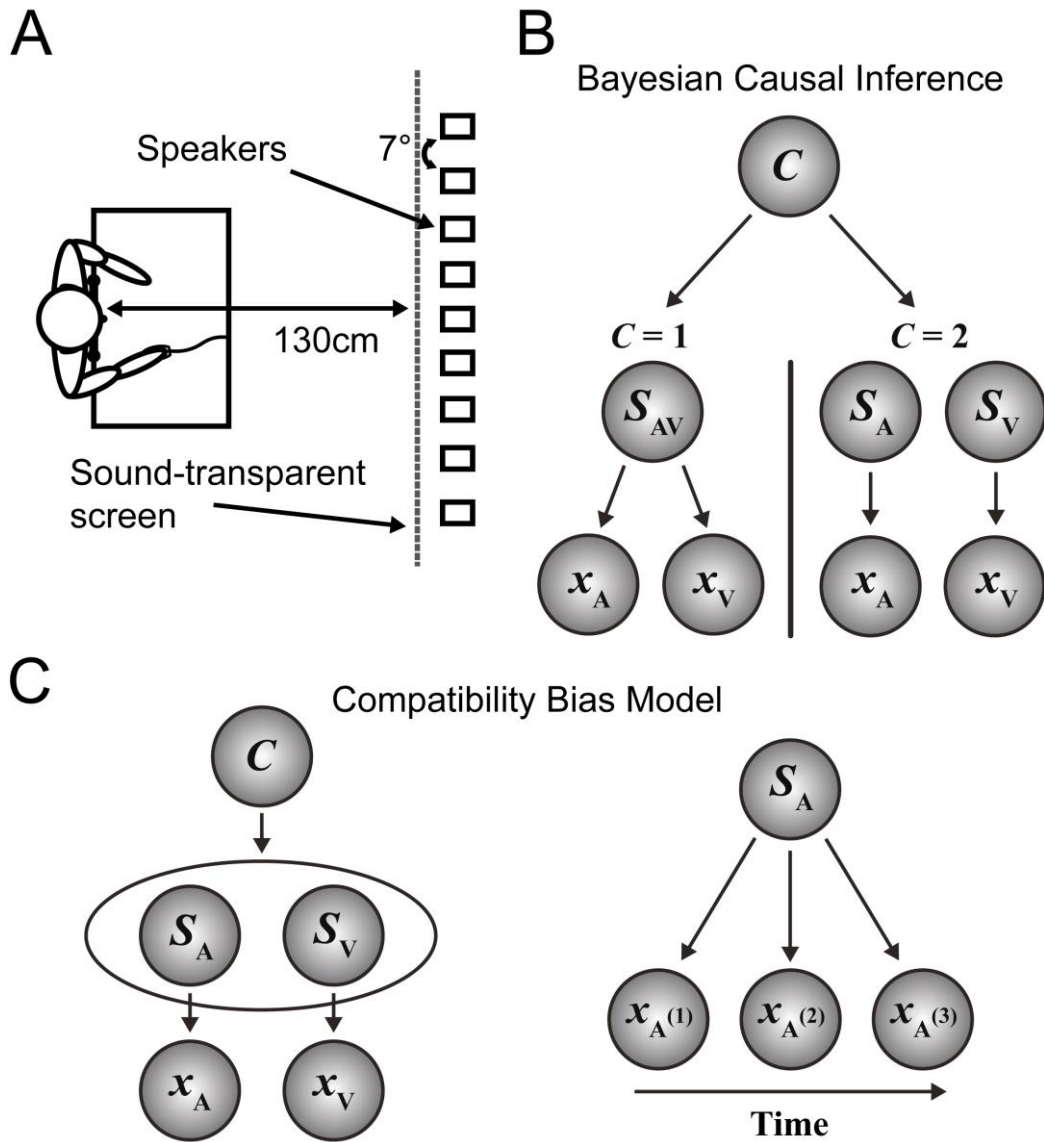 A
Speakers
7°
130cm
Sound-transparent
screen
B
Bayesian Causal Inference
C
C = 1
C = 2
S_AV
S_A
S_V
x_A
x_V
x_A
x_V
C
Compatibility Bias Model
C
S_A
S_V
x_A
x_V
S_A
x_A(1)
x_A(2)
x_A(3)
Time